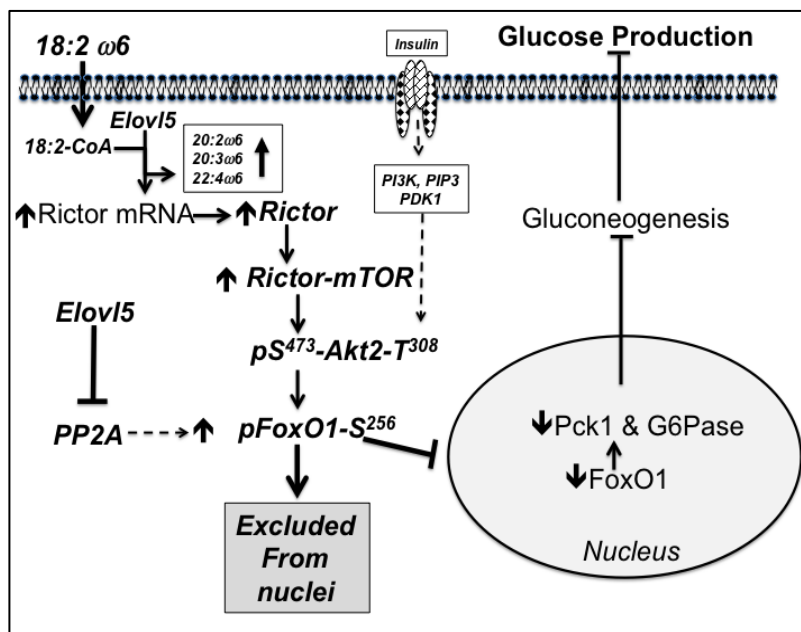 18:2 ω6
Insulin
Glucose Production
Elovl5
18:2-CoA
20:2ω6
20:3ω6
22:4ω6
PI3K, PIP3
PDK1
Rictor mRNA
Rictor
Gluconeogenesis
Rictor-mTOR
Elovl5
pS473-Akt2-T308
PP2A
pFoxO1-S256
Pck1 & G6Pase
FoxO1
Excluded
From
nuclei
Nucleus